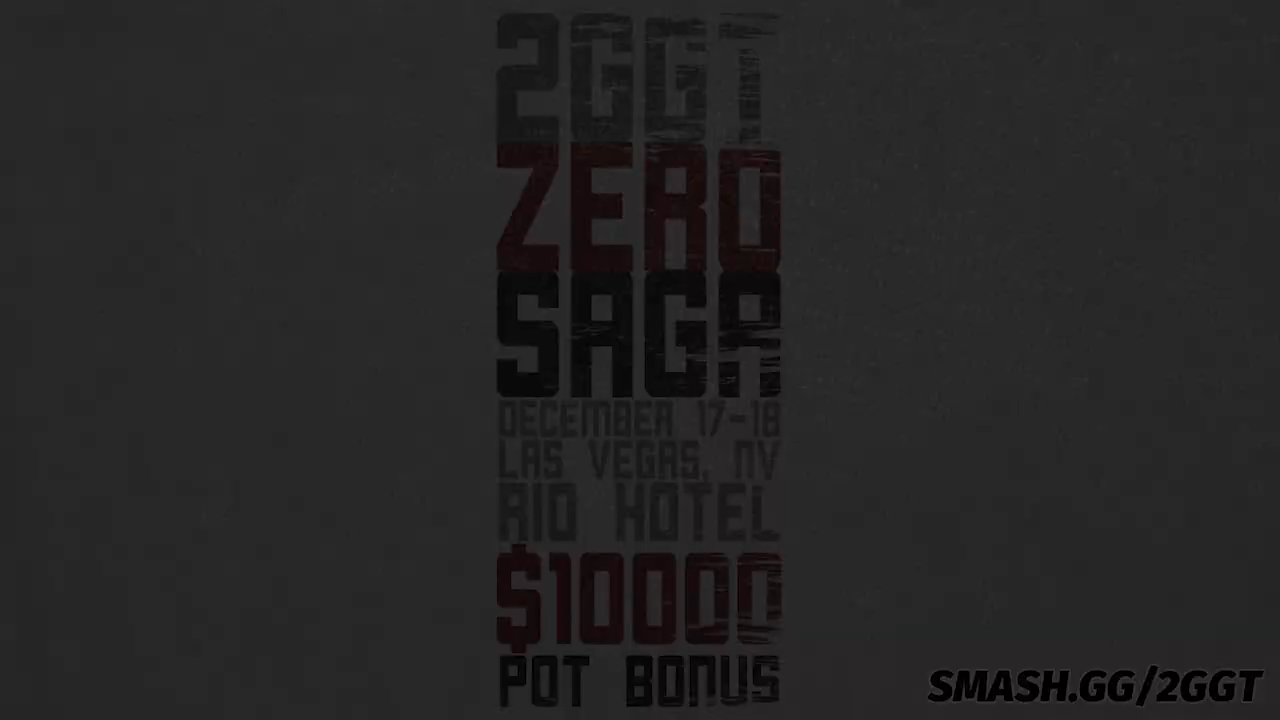 2GGT
ZERO
SAGA
DECEMBER 17-18
LAS VEGAS, NV
RIO HOTEL
$10000
POT BONUS
SMASH.GG/2GGT